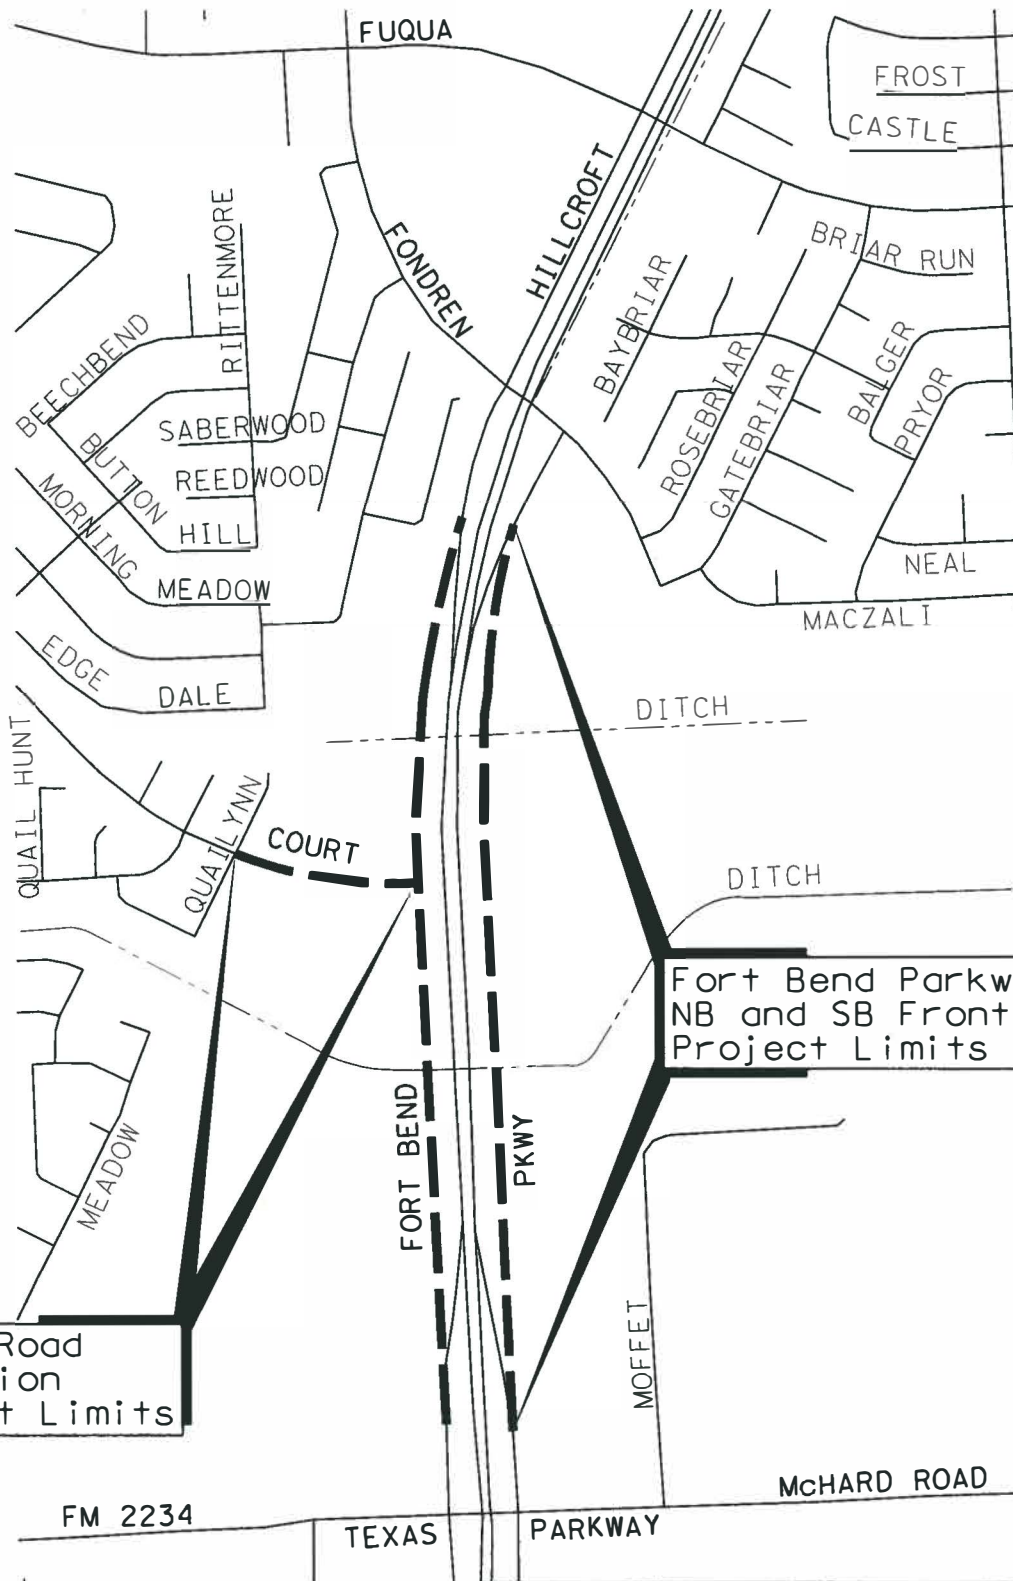 FUQUA
FROST
CASTLE
HILLCROFT
RITTENMORE
FONDREN
BRIAR RUN
BAYBRIAR
BEECHBEND
ROSEBRIAR
GATEBRIAR
BALGER
PRYOR
SABERWOOD
BUTTON
REEDWOOD
MORNING
HILL
NEAL
MEADOW
MACZALI
EDGE
DALE
DITCH
QUAIL HUNT
QUAILYNN
COURT
DITCH
Fort Bend Parkw
NB and SB Front
Project Limits
FORT BEND
PKWY
MEADOW
MOFFET
Road
ion
t Limits
McHARD ROAD
FM 2234
TEXAS PARKWAY